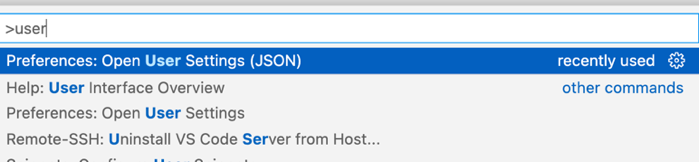 >user
Preferences: Open User Settings (JSON) recently used
Help: User Interface Overview other commands
Preferences: Open User Settings
Remote-SSH: Uninstall VS Code Server from Host...